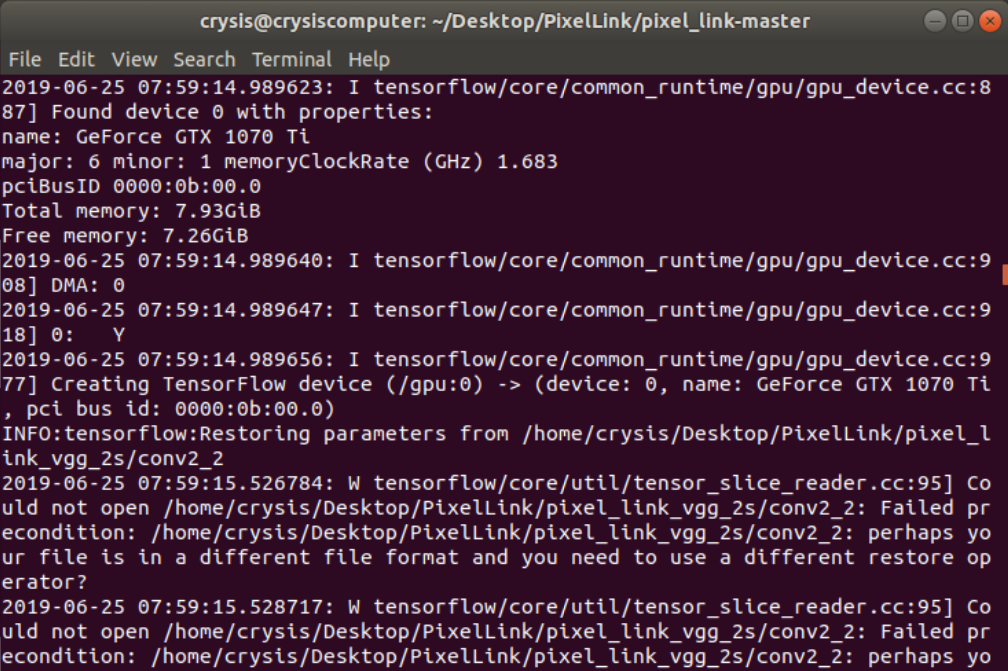 crysis@crysiscomputer: ~/Desktop/PixelLink/pixel_link-master
File Edit View Search Terminal Help
2019-06-25 07:59:14.989623: I tensorflow/core/common_runtime/gpu/gpu_device.cc:8
87] Found device 0 with properties:
name: GeForce GTX 1070 Ti
major: 6 minor: 1 memoryClockRate (GHz) 1.683
pciBusID 0000:0b:00.0
Total memory: 7.93GiB
Free memory: 7.26GiB
2019-06-25 07:59:14.989640: I tensorflow/core/common_runtime/gpu/gpu_device.cc:9
08] DMA: 0
2019-06-25 07:59:14.989647: I tensorflow/core/common_runtime/gpu/gpu_device.cc:9
18] 0:   Y
2019-06-25 07:59:14.989656: I tensorflow/core/common_runtime/gpu/gpu_device.cc:9
77] Creating TensorFlow device (/gpu:0) -> (device: 0, name: GeForce GTX 1070 Ti
, pci bus id: 0000:0b:00.0)
INFO:tensorflow:Restoring parameters from /home/crysis/Desktop/PixelLink/pixel_l
ink_vgg_2s/conv2_2
2019-06-25 07:59:15.526784: W tensorflow/core/util/tensor_slice_reader.cc:95] Co
uld not open /home/crysis/Desktop/PixelLink/pixel_link_vgg_2s/conv2_2: Failed pr
econdition: /home/crysis/Desktop/PixelLink/pixel_link_vgg_2s/conv2_2: perhaps yo
ur file is in a different file format and you need to use a different restore op
erator?
2019-06-25 07:59:15.528717: W tensorflow/core/util/tensor_slice_reader.cc:95] Co
uld not open /home/crysis/Desktop/PixelLink/pixel_link_vgg_2s/conv2_2: Failed pr
econdition: /home/crysis/Desktop/PixelLink/pixel_link_vgg_2s/conv2_2: perhaps yo